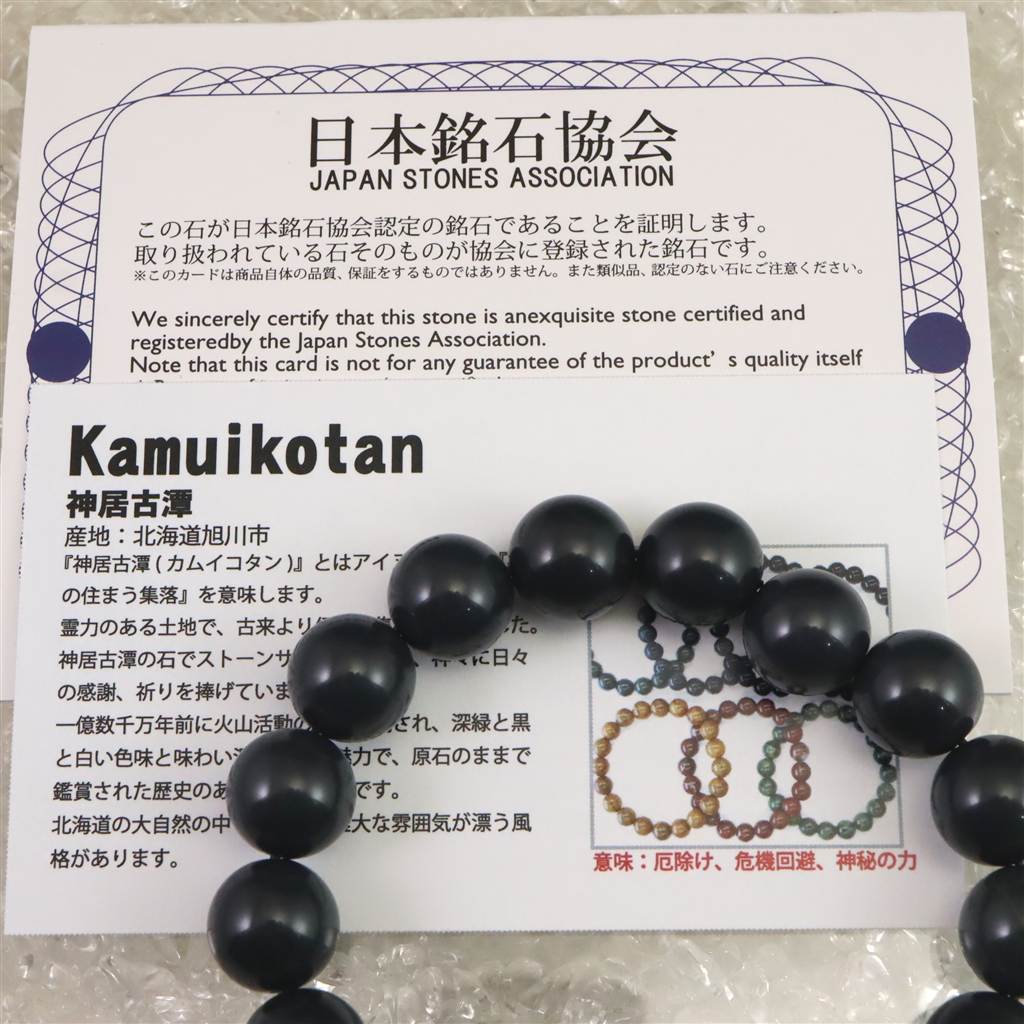 日本銘石協会
JAPAN STONES ASSOCIATION
この石が日本銘石協会認定の銘石であることを証明します。
取り扱われている石そのものが協会に登録された銘石です。
※このカードは商品自体の品質、保証をするものではありません。また類似品、認定のない石にご注意ください。
We sincerely certify that this stone is anexquisite stone certified and
registeredby the Japan Stones Association.
Note that this card is not for any guarantee of the product’s quality itself
Kamuikotan
神居古潭
産地：北海道旭川市
『神居古潭(カムイコタン)』とはアイ
の住まう集落』を意味します。
霊力のある土地で、古来より した。
神居古潭の石でストーンサ 神々に日々
の感謝、祈りを捧げていま
一億数千万年前に火山活動 され、深緑と黒
と白い色味と味わい 魅力で、原石のままで
鑑賞された歴史のあ です。
北海道の大自然の中 大な雰囲気が漂う風
格があります。
意味：厄除け、危機回避、神秘の力